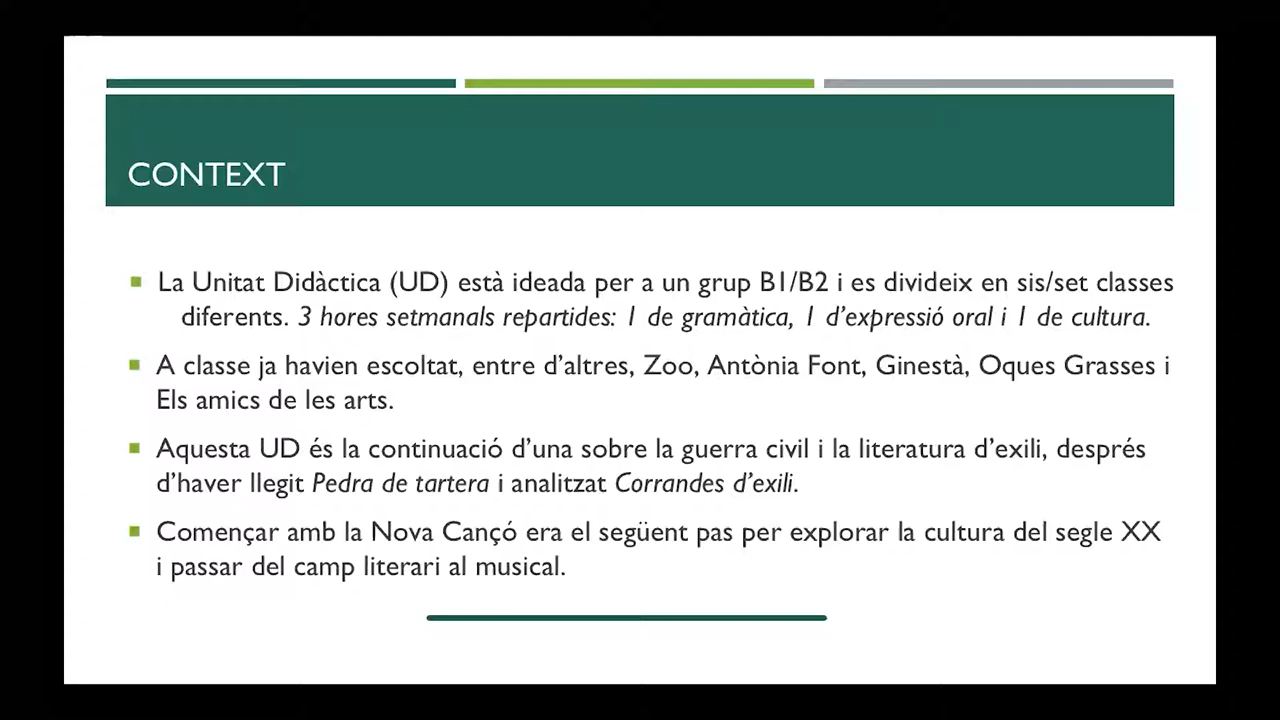 CONTEXT
La Unitat Didàctica (UD) està ideada per a un grup B1/B2 i es divideix en sis/set classes
diferents. 3 hores setmanals repartides: 1 de gramàtica, 1 d’expressió oral i 1 de cultura.
A classe ja havien escoltat, entre d’altres, Zoo, Antònia Font, Ginestà, Oques Grasses i
Els amics de les arts.
Aquesta UD és la continuació d’una sobre la guerra civil i la literatura d’exili, després
d’haver llegit Pedra de tartera i analitzat Corrandes d’exili.
Començar amb la Nova Cançó era el següent pas per explorar la cultura del segle XX
i passar del camp literari al musical.